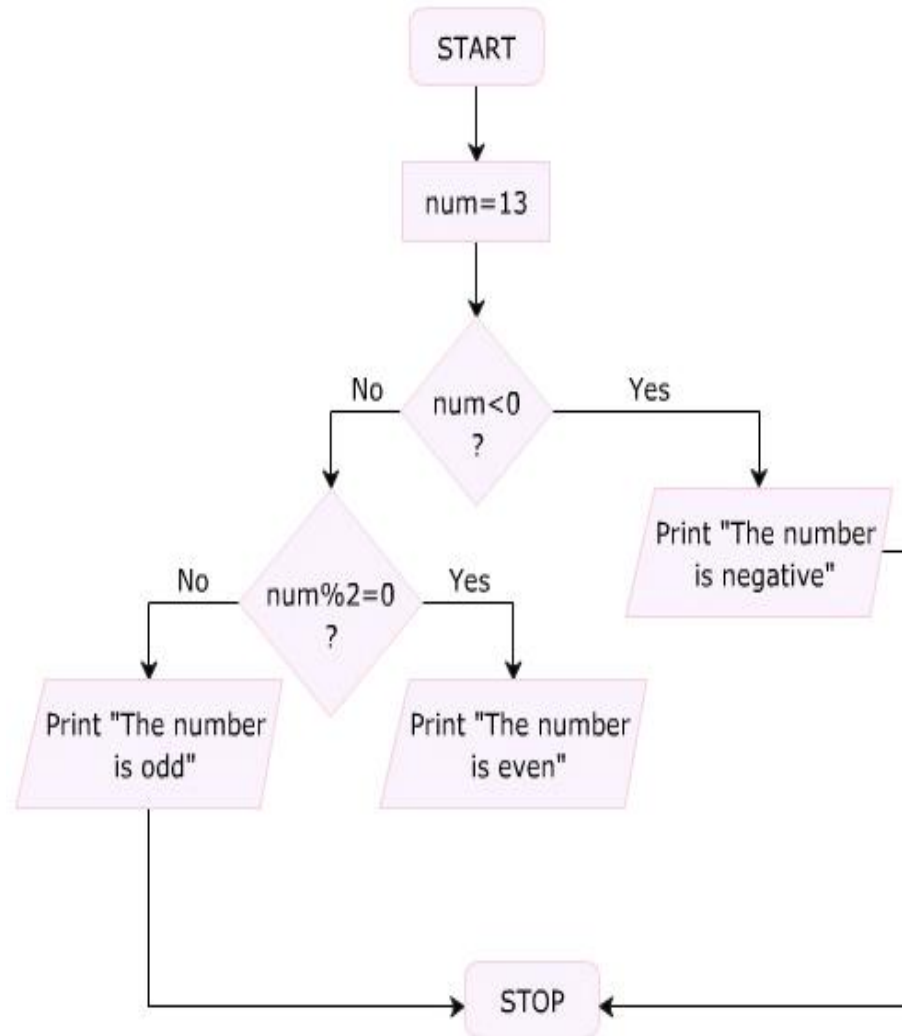 START
num=13
No
num<0
?
Yes
Print "The number
is negative"
No
num%2=0
?
Yes
Print "The number
is odd"
Print "The number
is even"
STOP